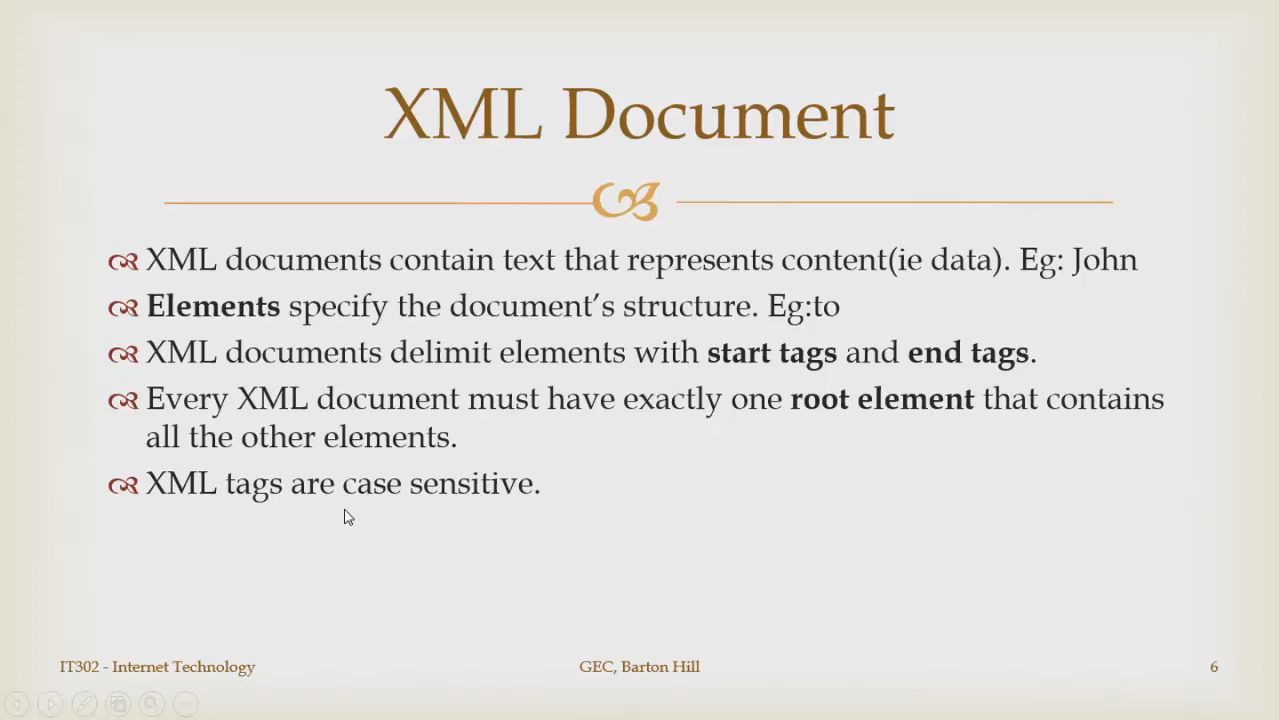 XML Document
XML documents contain text that represents content(ie data). Eg: John
Elements specify the document’s structure. Eg:to
XML documents delimit elements with start tags and end tags.
Every XML document must have exactly one root element that contains
all the other elements.
XML tags are case sensitive.
IT302 - Internet Technology
GEC, Barton Hill
6